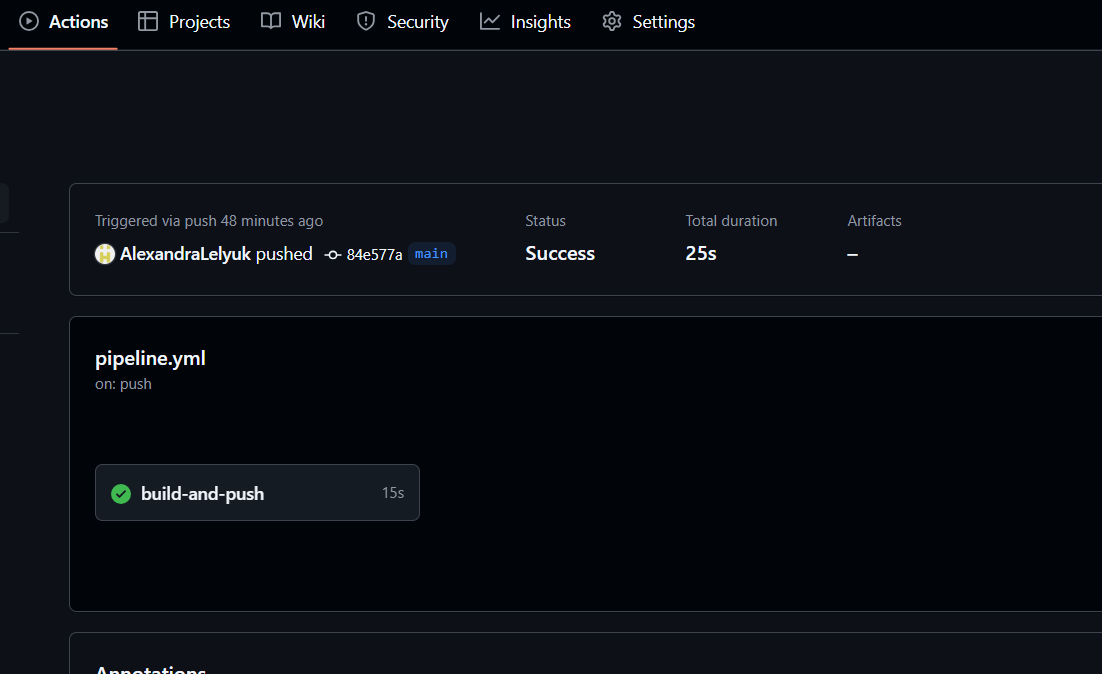 Actions Projects Wiki Security Insights Settings
Triggered via push 48 minutes ago
AlexandraLelyuk pushed 84e577a main
Status
Success
Total duration
25s
Artifacts
–
pipeline.yml
on: push
build-and-push 15s
Annotations